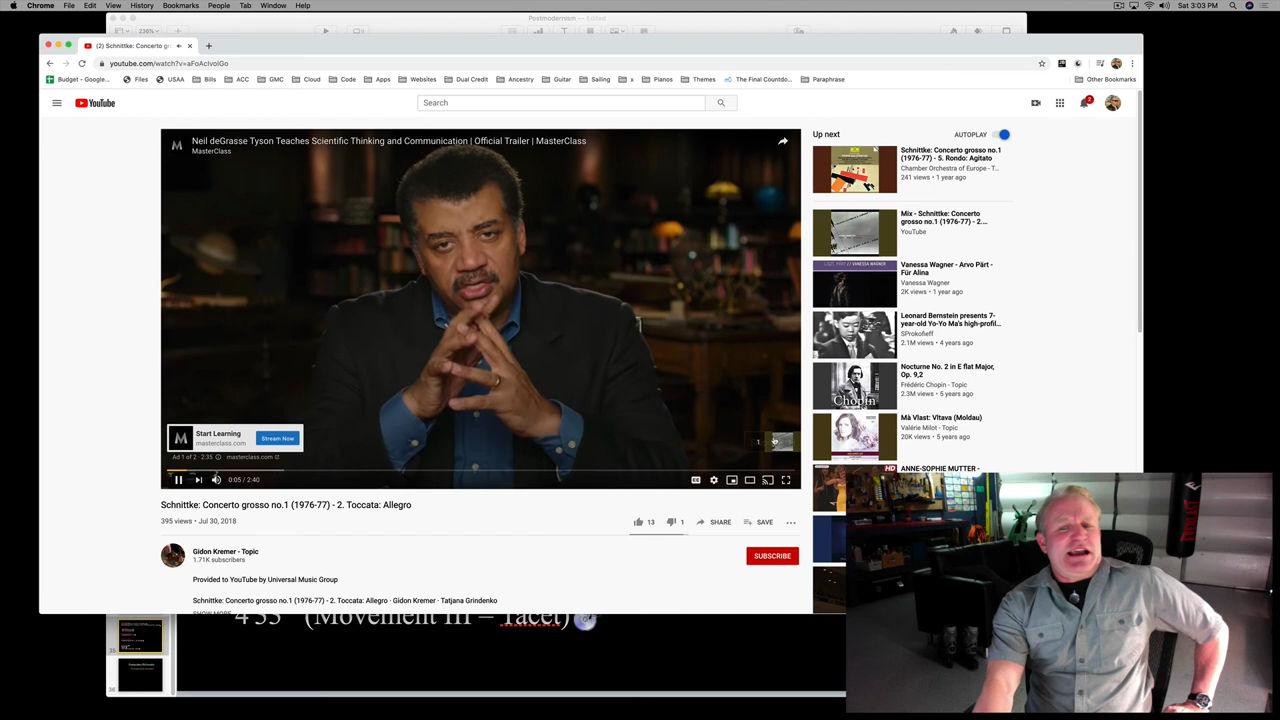 Chrome File Edit View History Bookmarks People Tab Window Help Sat 3:03 PM
Postmodernism — Edited
236%
(2) Schnittke: Concerto gr
youtube.com/watch?v=aFoAcIvolGo
Budget - Google... Files USAA Bills ACC GMC Cloud Code Apps Websites Dual Credit Ancestry Guitar Sailing x Pianos Themes The Final Countdo... Paraphrase Other Bookmarks
YouTube Search 2
Neil deGrasse Tyson Teaches Scientific Thinking and Communication | Official Trailer | MasterClass
MasterClass
Start Learning
masterclass.com
Stream Now
Ad 1 of 2 · 2:35 masterclass.com
0:05 / 2:40
Schnittke: Concerto grosso no.1 (1976-77) - 2. Toccata: Allegro
395 views • Jul 30, 2018
13 1 SHARE SAVE
Gidon Kremer - Topic
1.71K subscribers
SUBSCRIBE
Provided to YouTube by Universal Music Group
Schnittke: Concerto grosso no.1 (1976-77) - 2. Toccata: Allegro · Gidon Kremer · Tatjana Grindenko
SHOW MORE
Up next AUTOPLAY
Schnittke: Concerto grosso no.1
(1976-77) - 5. Rondo: Agitato
Chamber Orchestra of Europe - T...
241 views • 1 year ago
Mix - Schnittke: Concerto
grosso no.1 (1976-77) - 2....
YouTube
Vanessa Wagner - Arvo Pärt -
Für Alina
Vanessa Wagner
2K views • 1 year ago
Leonard Bernstein presents 7-
year-old Yo-Yo Ma's high-profil...
SProkofieff
2.1M views • 4 years ago
Nocturne No. 2 in E flat Major,
Op. 9,2
Frédéric Chopin - Topic
2.3M views • 5 years ago
Chopin
Má Vlast: Vltava (Moldau)
Valérie Milot - Topic
20K views • 5 years ago
HD
ANNE-SOPHIE MUTTER -
4'33" (Movement III – Tacet)
35
36